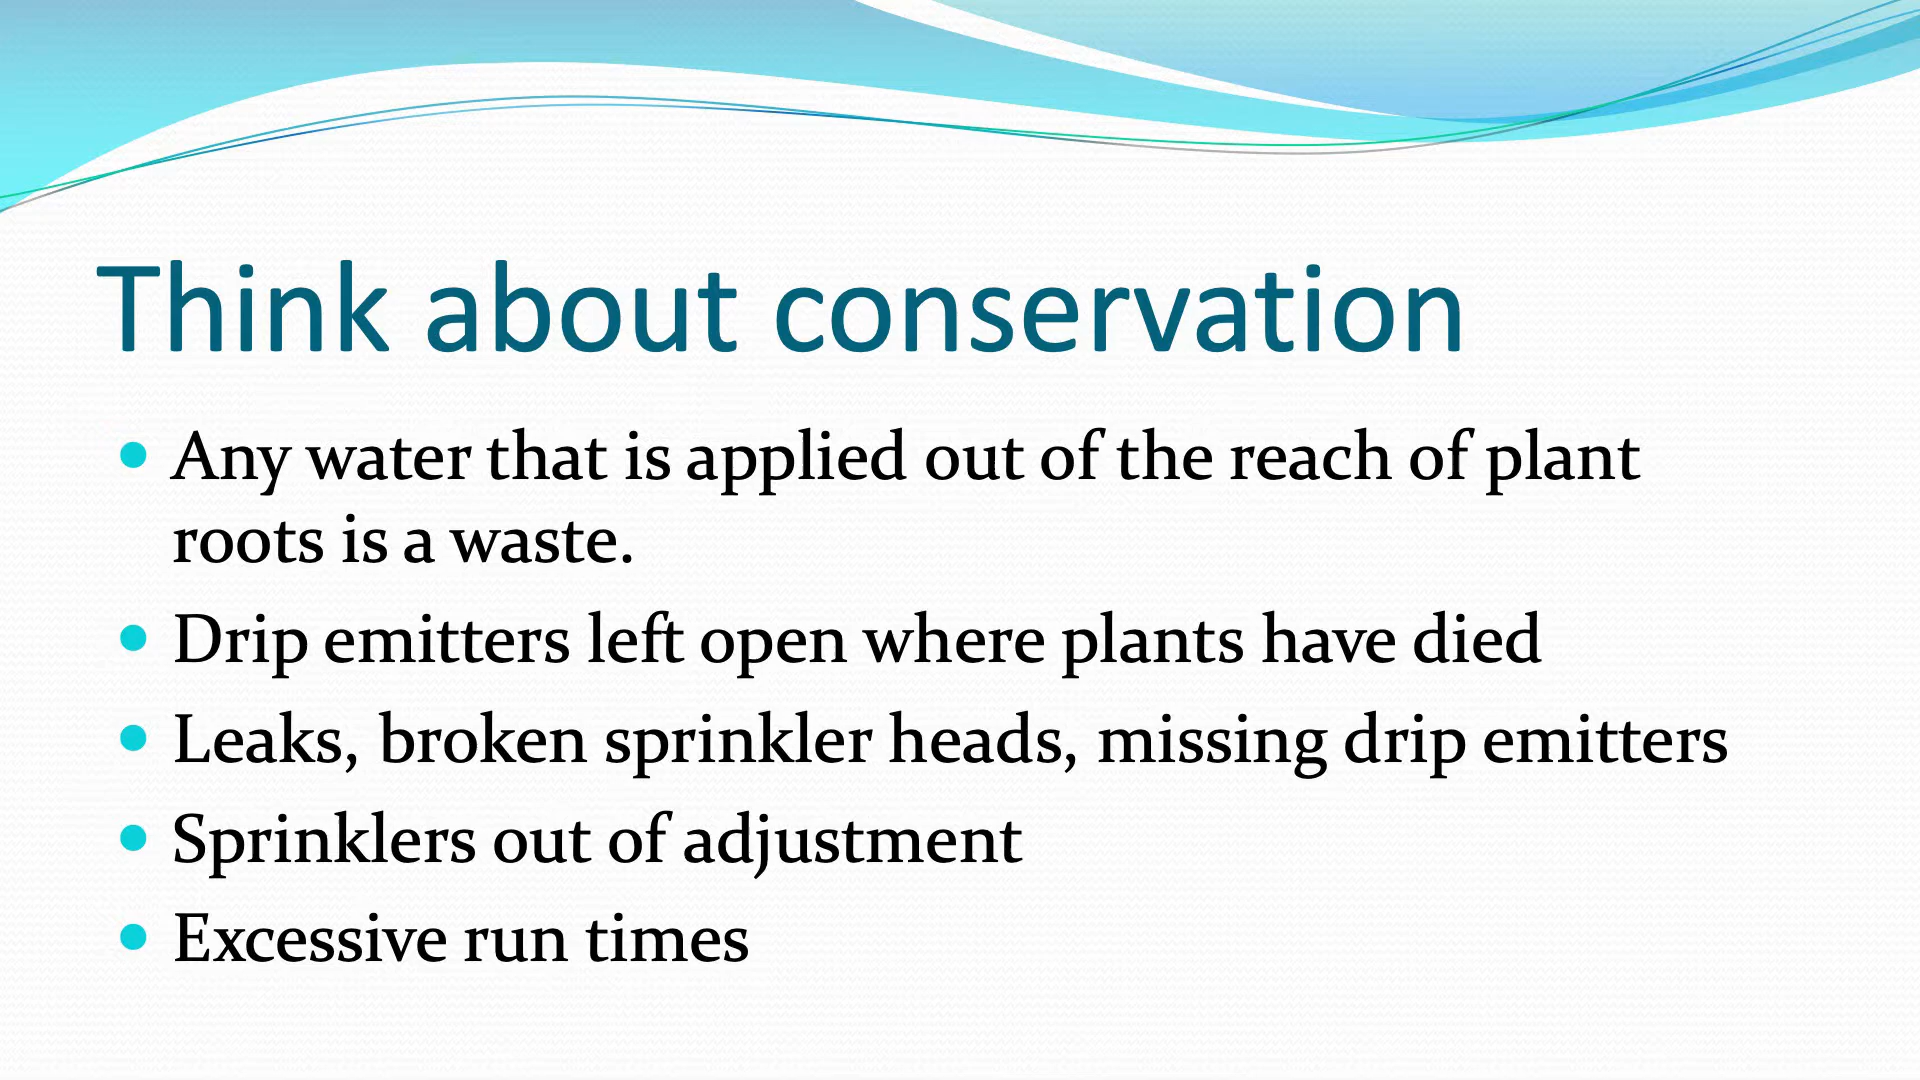 Think about conservation
Any water that is applied out of the reach of plant
roots is a waste.
Drip emitters left open where plants have died
Leaks, broken sprinkler heads, missing drip emitters
Sprinklers out of adjustment
Excessive run times